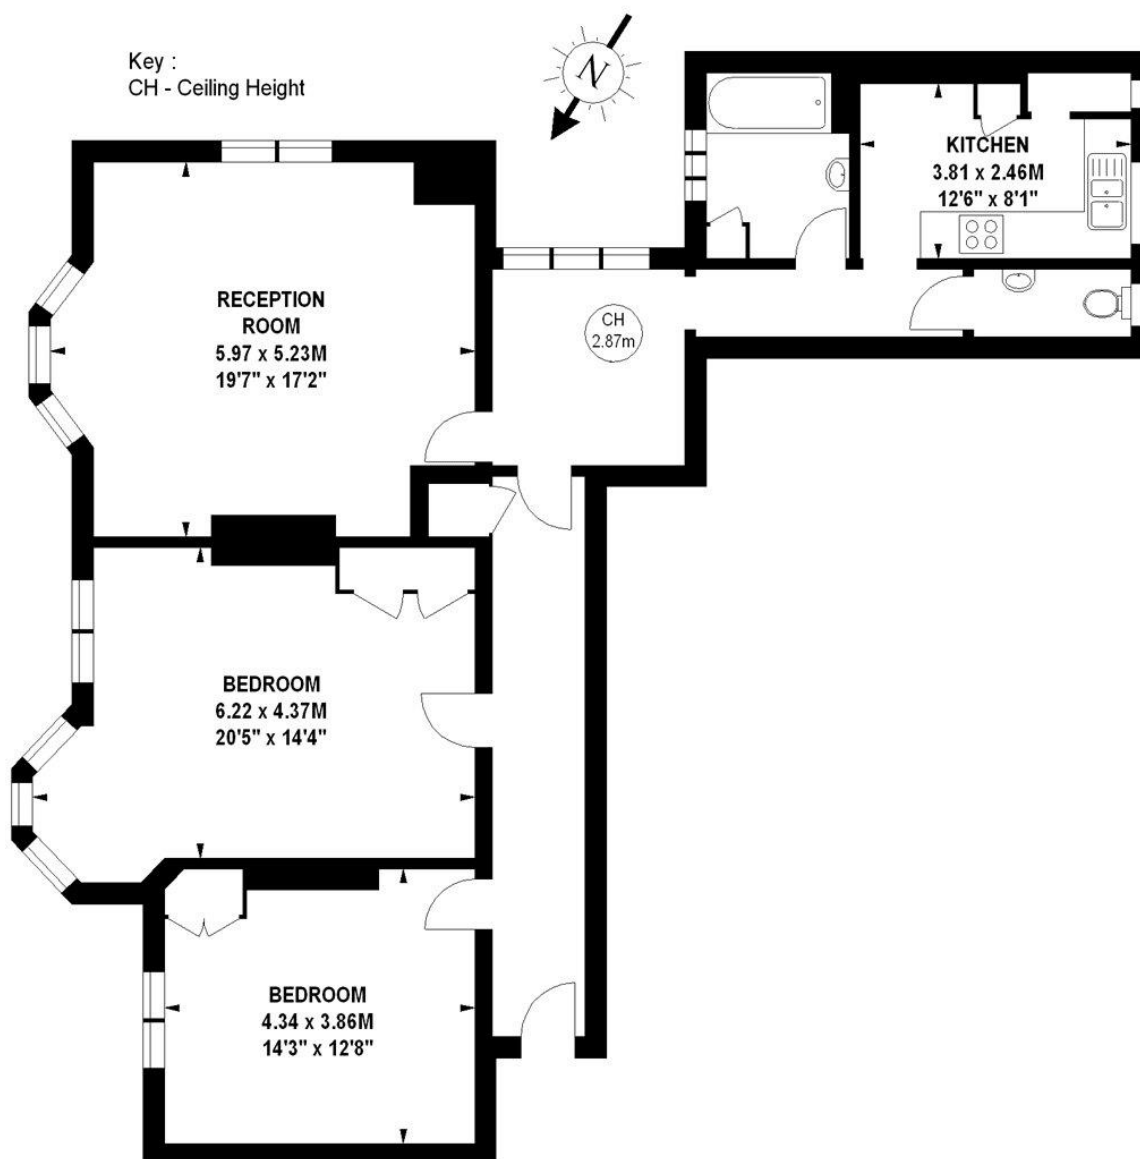 Key :
CH - Ceiling Height
N
KITCHEN
3.81 x 2.46M
12'6" x 8'1"
RECEPTION
ROOM
5.97 x 5.23M
19'7" x 17'2"
CH
2.87m
BEDROOM
6.22 x 4.37M
20'5" x 14'4"
BEDROOM
4.34 x 3.86M
14'3" x 12'8"